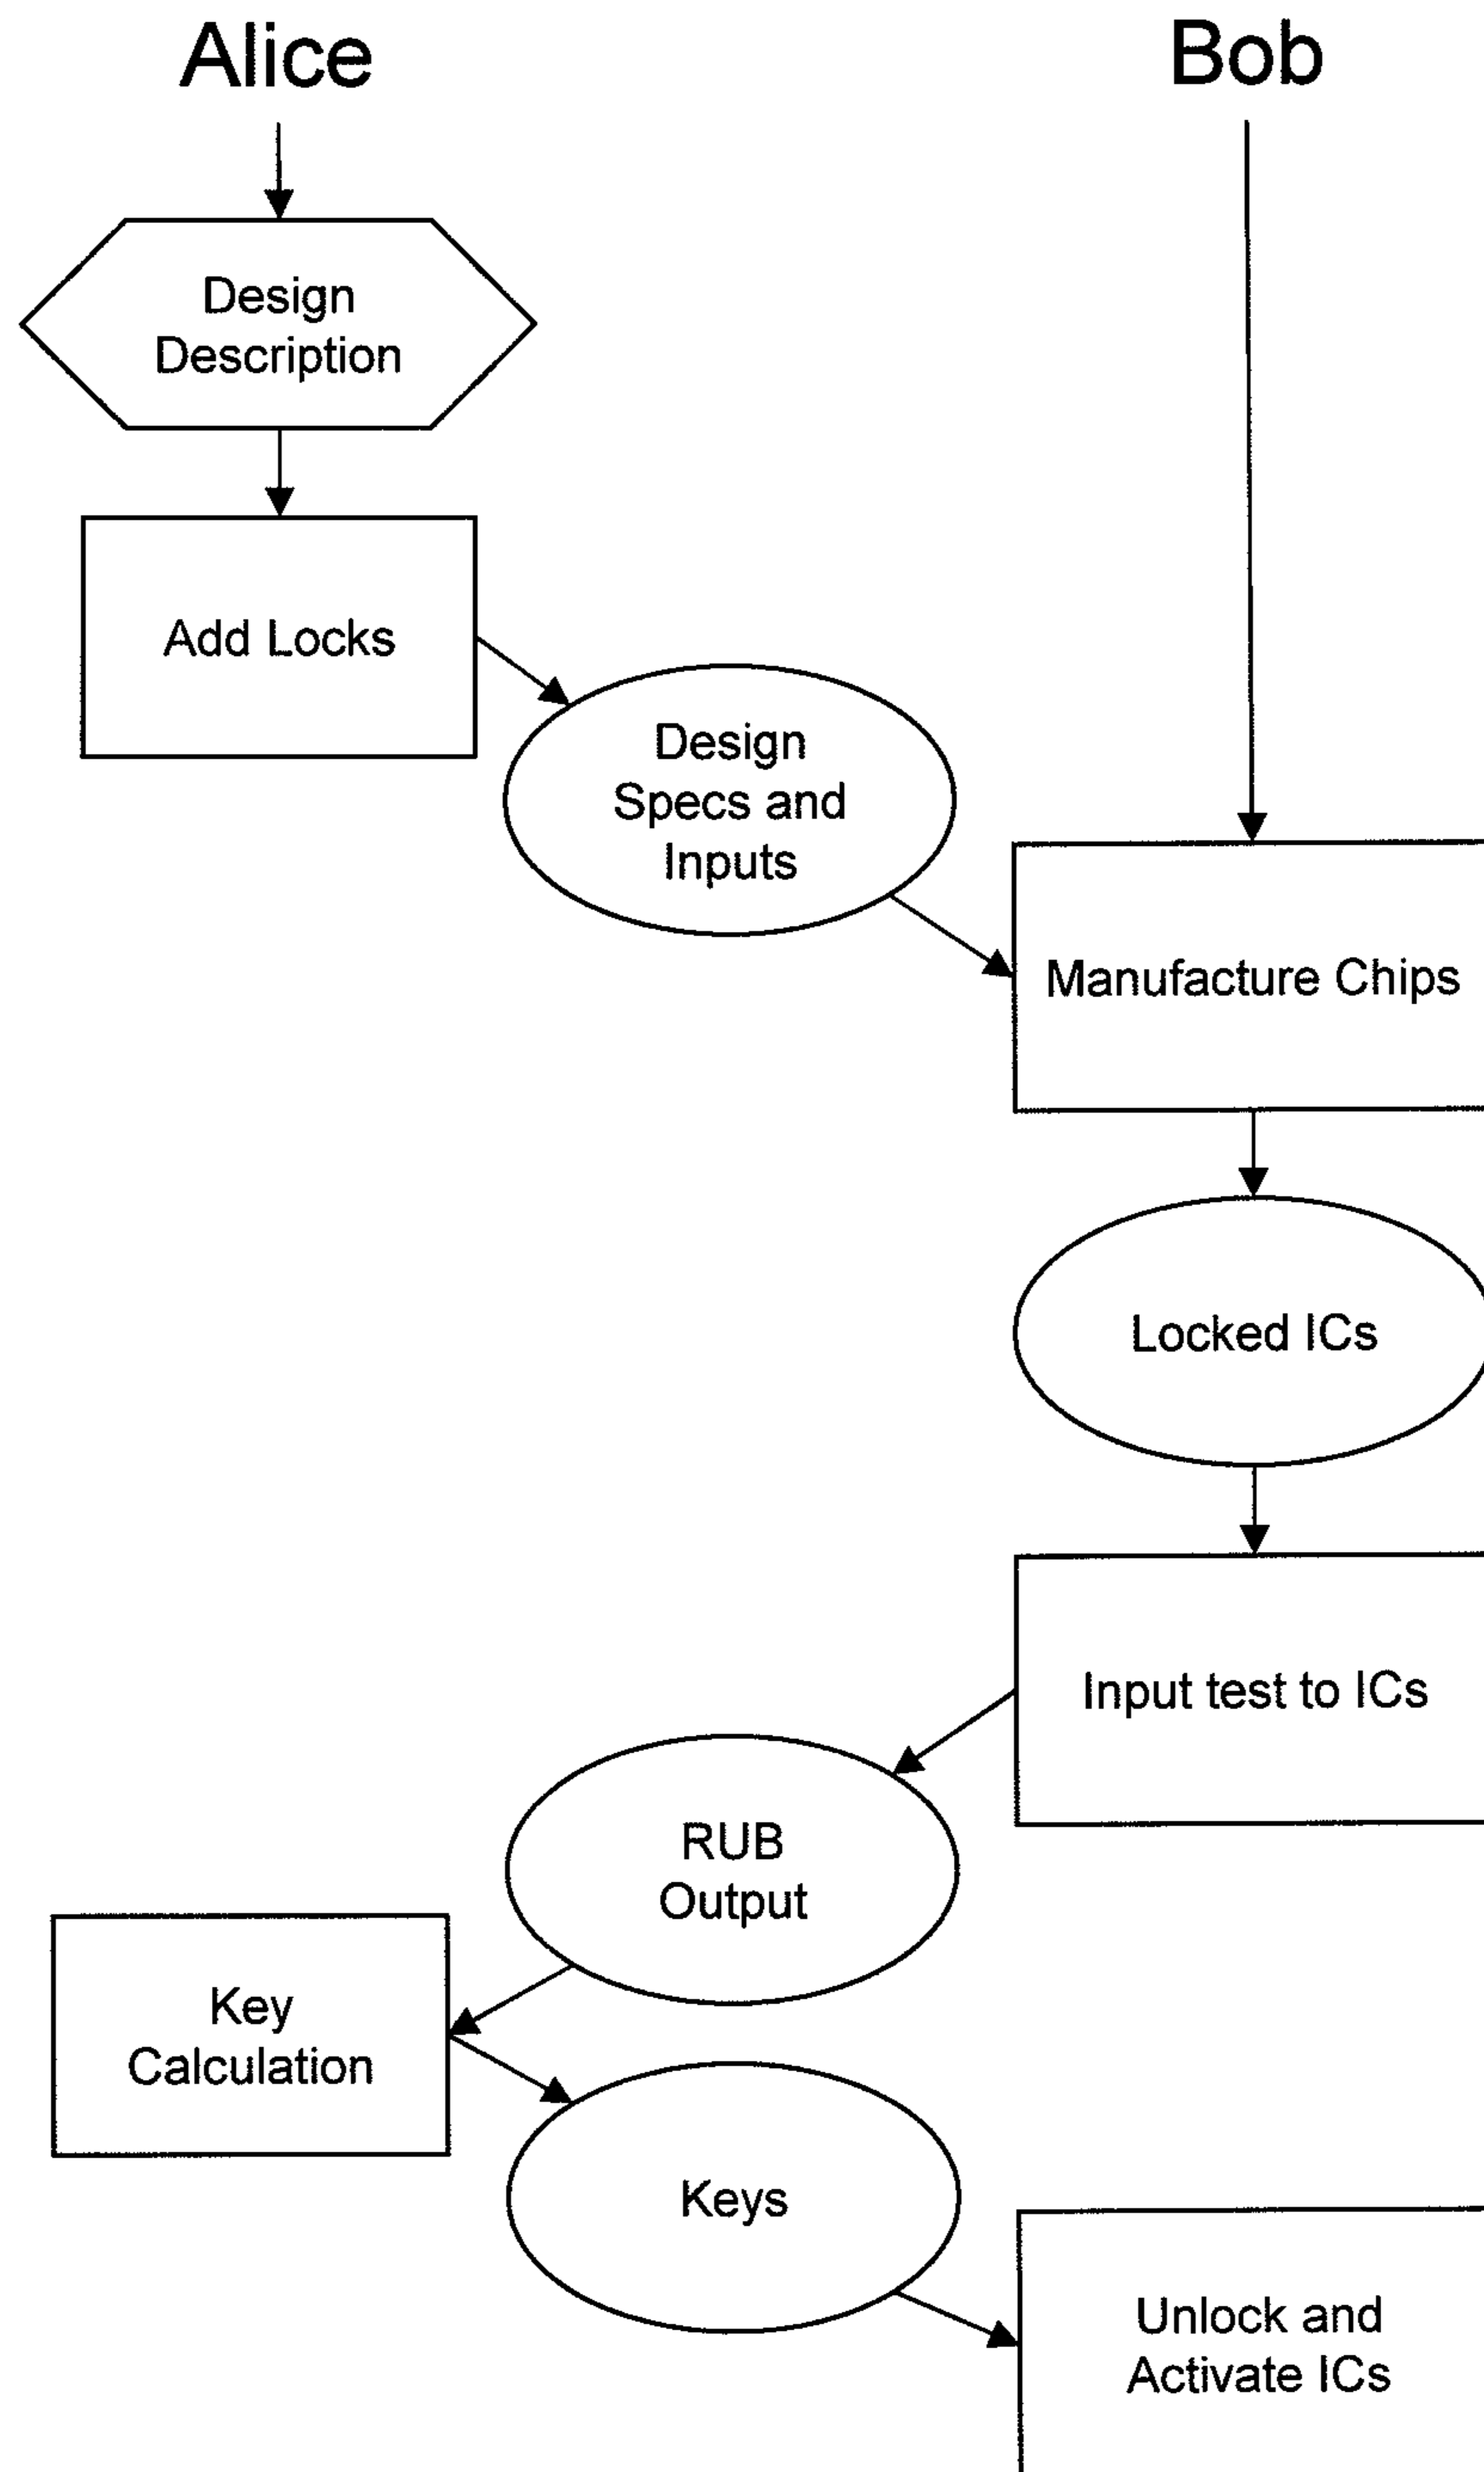 Alice
Bob
Design
Description
Add Locks
Design
Specs and
Inputs
Manufacture Chips
Locked ICs
Input test to ICs
RUB
Output
Key
Calculation
Keys
Unlock and
Activate ICs